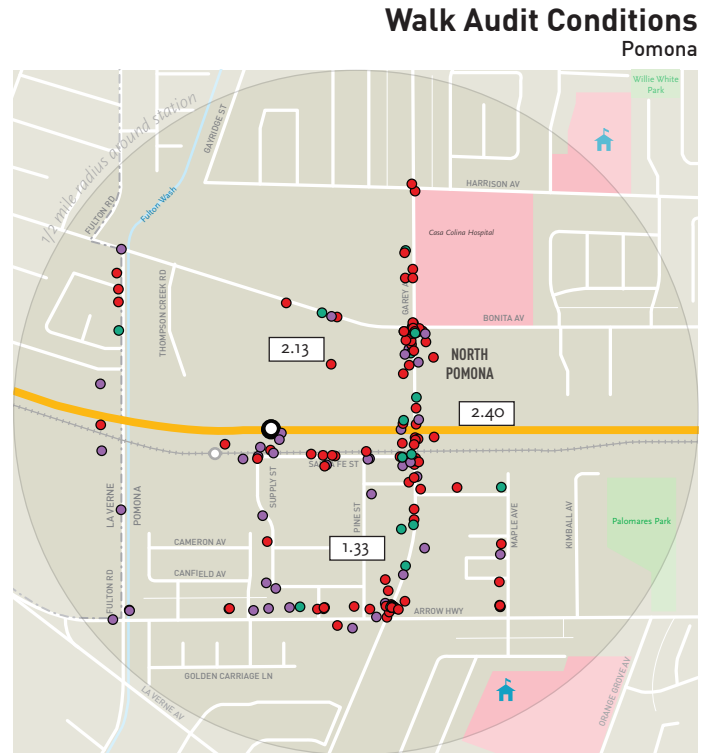 Walk Audit Conditions
Pomona
Willie White
Park
1/2 mile radius around station
GAYRIDGE ST
FULTON RD
Fulton Wash
HARRISON AV
Casa Colina Hospital
THOMPSON CREEK RD
GAREY A
BONITA AV
2.13
NORTH
POMONA
2.40
SUPPLY ST
SA
FE ST
LA VERNE
POMONA
PINE ST
MAPLE AVE
KIMBALL AV
Palomares Park
CAMERON AV
1.33
CANFIELD AV
FULTON RD
ARROW HWY
GOLDEN CARRIAGE LN
LA VERNE AV
ORANGE GROVE AV